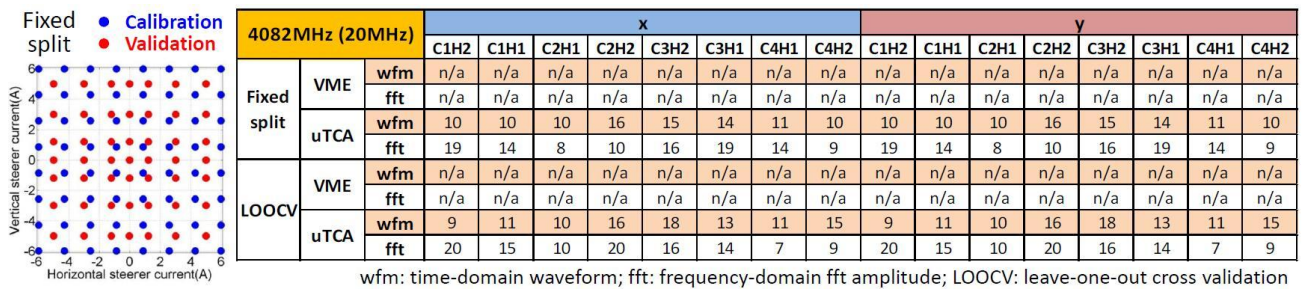 Fixed split
● Calibration
● Validation
6
4
2
0
-2
-4
-6
-6 -4 -2 0 2 4 6
Vertical steerer current(A)
Horizontal steerer current(A)
4082MHz (20MHz) x y
C1H2 C1H1 C2H1 C2H2 C3H2 C3H1 C4H1 C4H2 C1H2 C1H1 C2H1 C2H2 C3H2 C3H1 C4H1 C4H2
Fixed split VME wfm n/a n/a n/a n/a n/a n/a n/a n/a n/a n/a n/a n/a n/a n/a n/a n/a
fft n/a n/a n/a n/a n/a n/a n/a n/a n/a n/a n/a n/a n/a n/a n/a n/a
uTCA wfm 10 10 10 16 15 14 11 10 10 10 10 16 15 14 11 10
fft 19 14 8 10 16 19 14 9 19 14 8 10 16 19 14 9
LOOCV VME wfm n/a n/a n/a n/a n/a n/a n/a n/a n/a n/a n/a n/a n/a n/a n/a n/a
fft n/a n/a n/a n/a n/a n/a n/a n/a n/a n/a n/a n/a n/a n/a n/a n/a
uTCA wfm 9 11 10 16 18 13 11 15 9 11 10 16 18 13 11 15
fft 20 15 10 20 16 14 7 9 20 15 10 20 16 14 7 9
wfm: time-domain waveform; fft: frequency-domain fft amplitude; LOOCV: leave-one-out cross validation